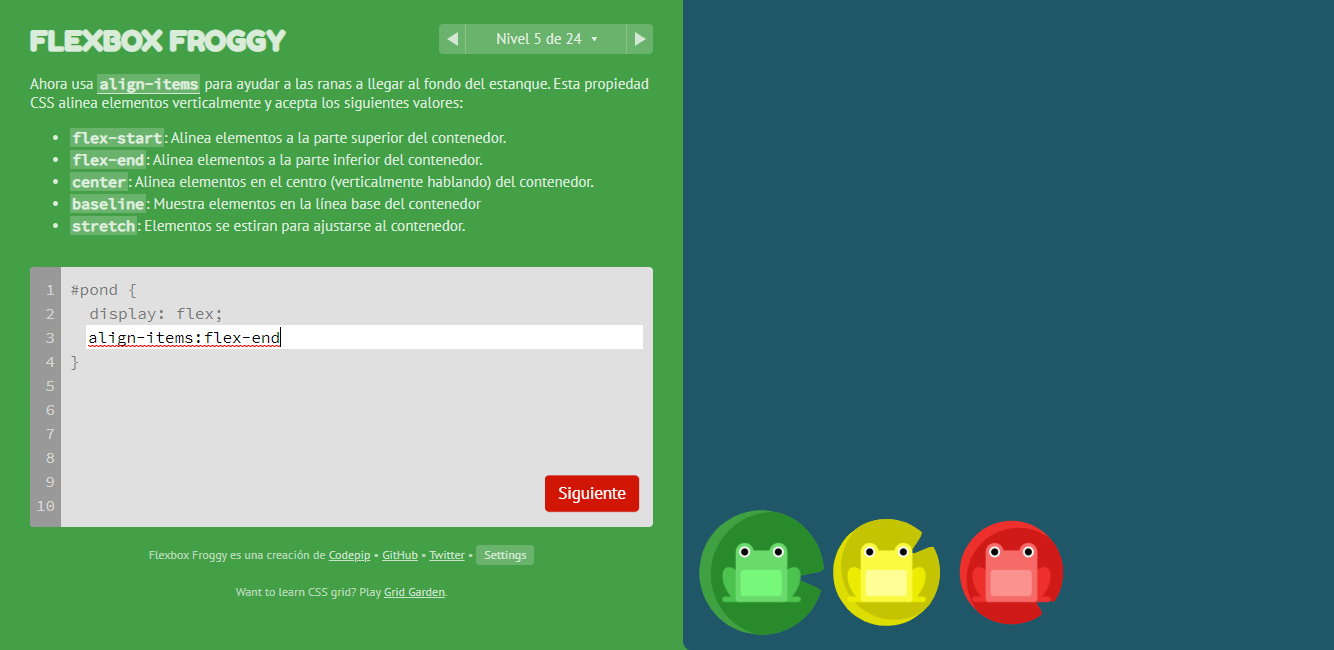 FLEXBOX FROGGY
Nivel 5 de 24
Ahora usa align-items para ayudar a las ranas a llegar al fondo del estanque. Esta propiedad
CSS alinea elementos verticalmente y acepta los siguientes valores:
• flex-start: Alinea elementos a la parte superior del contenedor.
• flex-end: Alinea elementos a la parte inferior del contenedor.
• center: Alinea elementos en el centro (verticalmente hablando) del contenedor.
• baseline: Muestra elementos en la línea base del contenedor
• stretch: Elementos se estiran para ajustarse al contenedor.
1 #pond {
2 display: flex;
3 align-items:flex-end
4 }
5
6
7
8
9
10
Siguiente
Flexbox Froggy es una creación de Codepip • GitHub • Twitter • Settings
Want to learn CSS grid? Play Grid Garden.